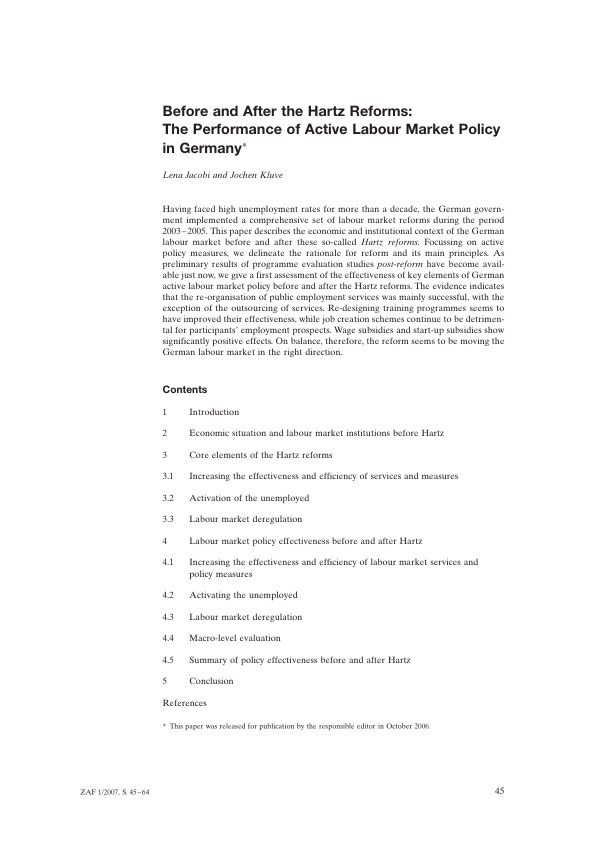 Before and After the Hartz Reforms:
The Performance of Active Labour Market Policy
in Germany*
Lena Jacobi and Jochen Kluve
Having faced high unemployment rates for more than a decade, the German govern-
ment implemented a comprehensive set of labour market reforms during the period
2003–2005. This paper describes the economic and institutional context of the German
labour market before and after these so-called Hartz reforms. Focussing on active
policy measures, we delineate the rationale for reform and its main principles. As
preliminary results of programme evaluation studies post-reform have become avail-
able just now, we give a first assessment of the effectiveness of key elements of German
active labour market policy before and after the Hartz reforms. The evidence indicates
that the re-organisation of public employment services was mainly successful, with the
exception of the outsourcing of services. Re-designing training programmes seems to
have improved their effectiveness, while job creation schemes continue to be detrimen-
tal for participants' employment prospects. Wage subsidies and start-up subsidies show
significantly positive effects. On balance, therefore, the reform seems to be moving the
German labour market in the right direction.
Contents
1 Introduction
2 Economic situation and labour market institutions before Hartz
3 Core elements of the Hartz reforms
3.1 Increasing the effectiveness and efficiency of services and measures
3.2 Activation of the unemployed
3.3 Labour market deregulation
4 Labour market policy effectiveness before and after Hartz
4.1 Increasing the effectiveness and efficiency of labour market services and
policy measures
4.2 Activating the unemployed
4.3 Labour market deregulation
4.4 Macro-level evaluation
4.5 Summary of policy effectiveness before and after Hartz
5 Conclusion
References
* This paper was released for publication by the responsible editor in October 2006.
ZAF 1/2007, S. 45–64
45